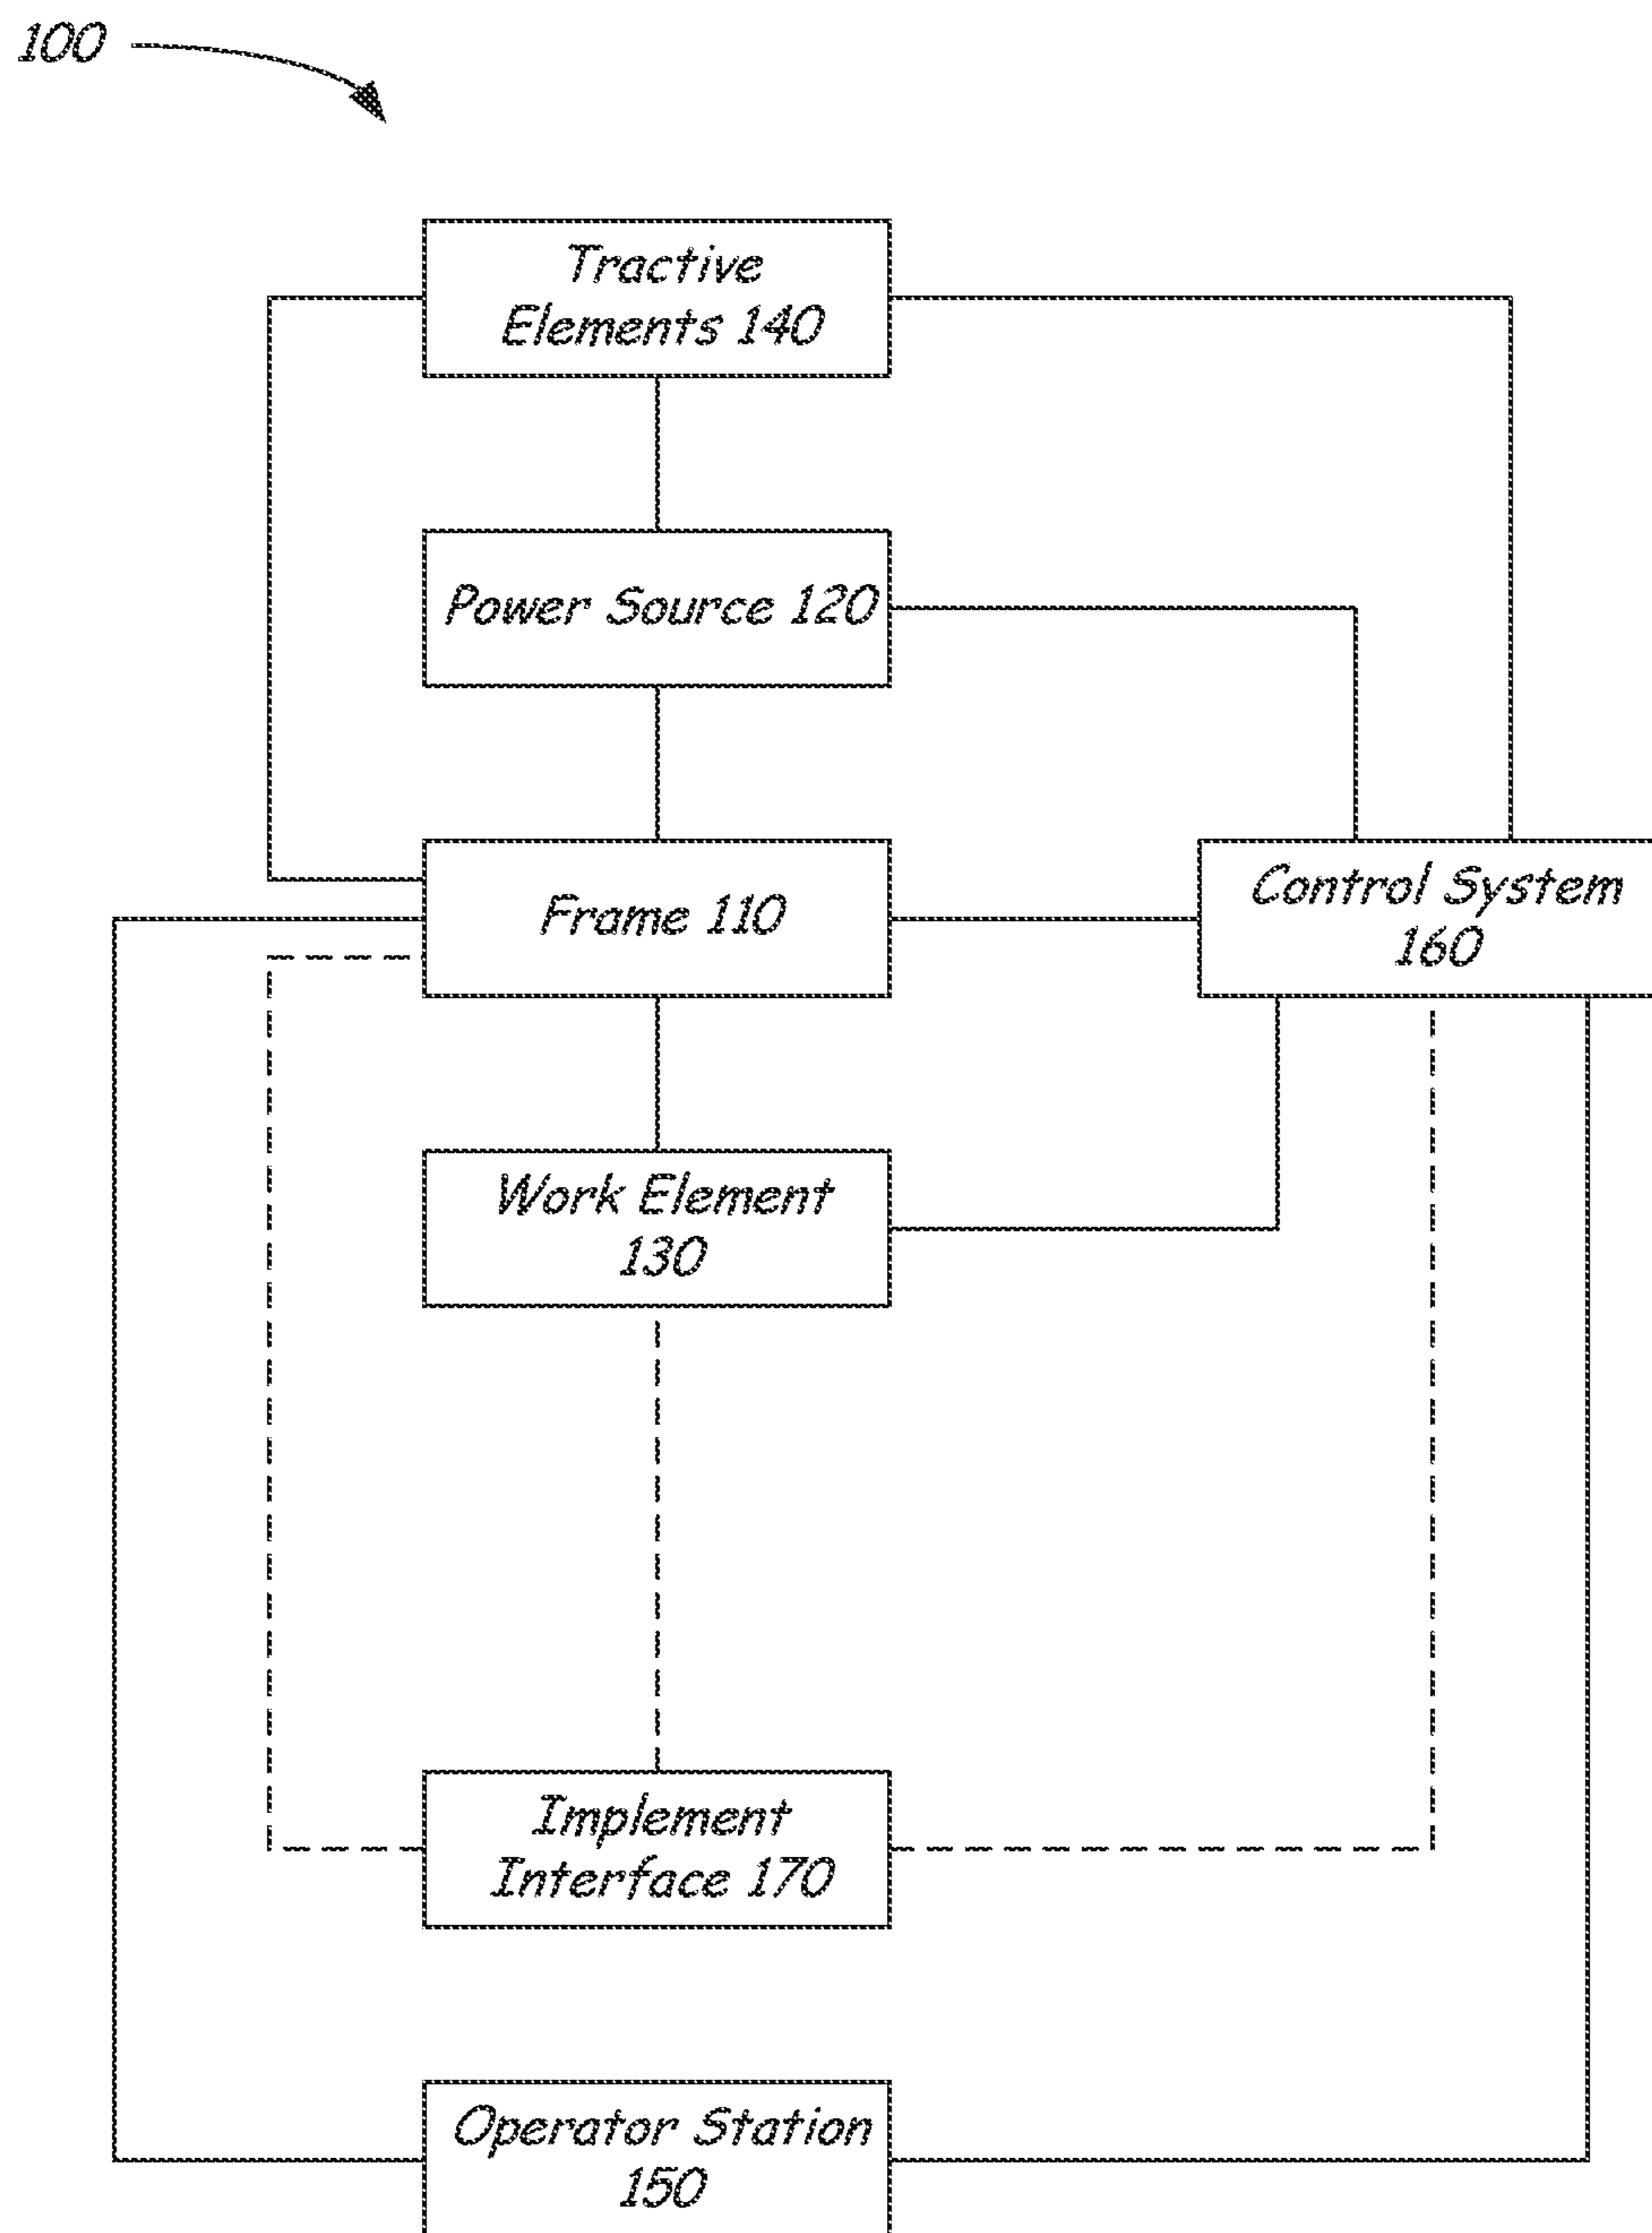 100
Tractive
Elements 140
Power Source 120
Frame 110
Control System
160
Work Element
130
Implement
Interface 170
Operator Station
150